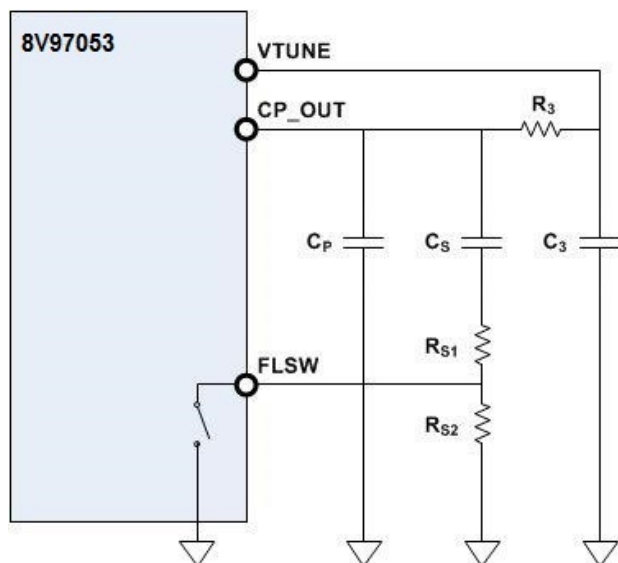 8V97053
VTUNE
CP_OUT
R3
CP
CS
C3
RS1
FLSW
RS2